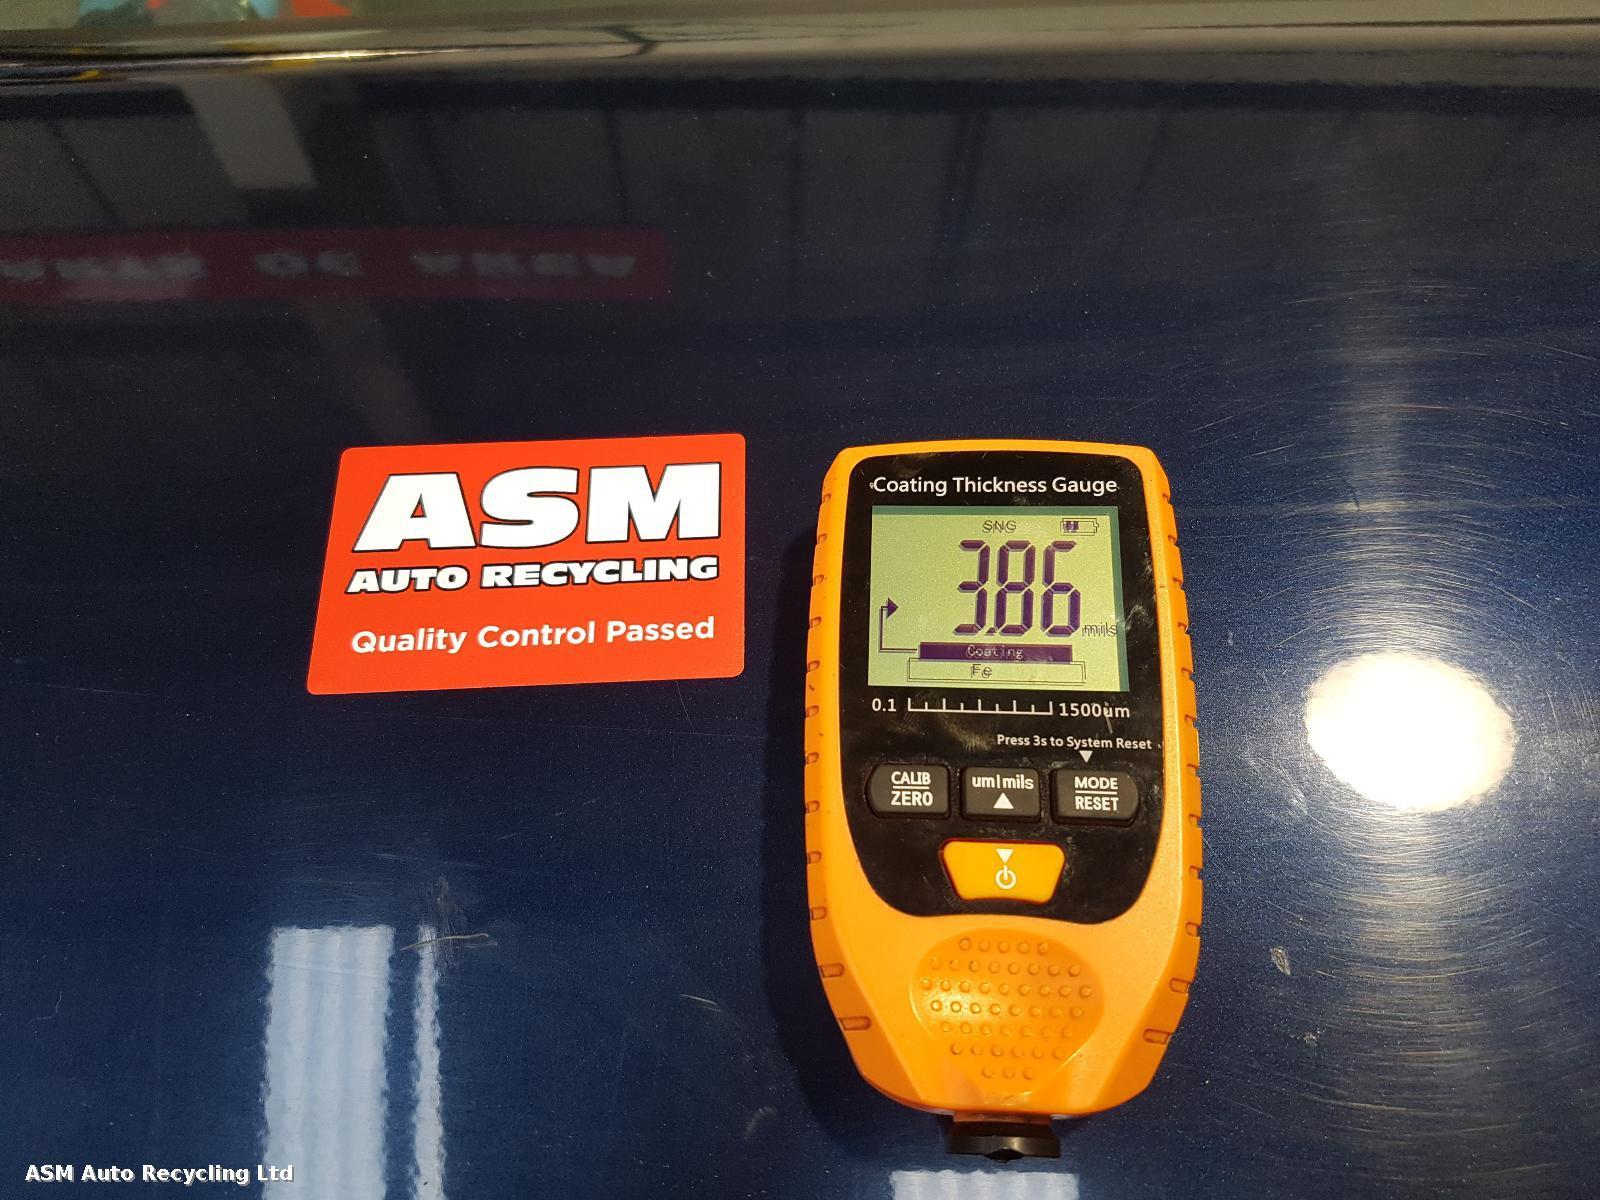 ASM
AUTO RECYCLING
Quality Control Passed
Coating Thickness Gauge
SNG
3.86 mils
Coating
Fe
0.1 1500um
Press 3s to System Reset
CALIB
ZERO
um|mils
MODE
RESET
ASM Auto Recycling Ltd